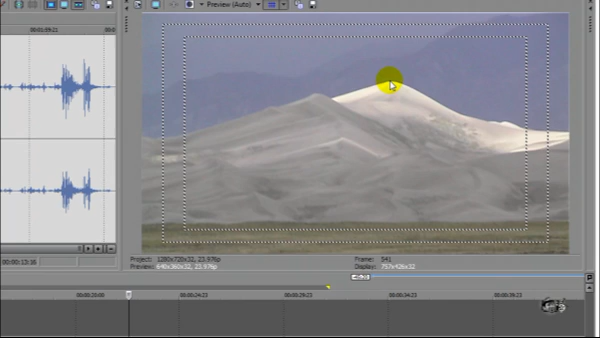 Preview (Auto)
00:01:59;21
Project: 1280x720x32, 23.976p
Frame: 541
Preview: 640x360x32, 23.976p
Display: 757x426x32
00:00:13:16
00:00:20:00
00:00:24:23
00:00:29:23
00:00:34:23
00:00:39:23